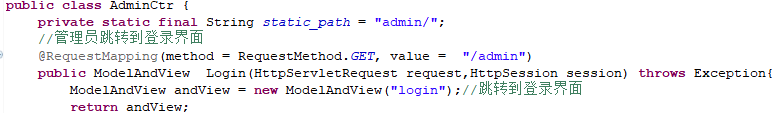 public class AdminCtr {
    private static final String static_path = "admin/";
    //管理员跳转到登录界面
    @RequestMapping(method = RequestMethod.GET, value =  "/admin")
    public ModelAndView  Login(HttpServletRequest request,HttpSession session) throws Exception{
        ModelAndView andView = new ModelAndView("login");//跳转到登录界面
        return andView;